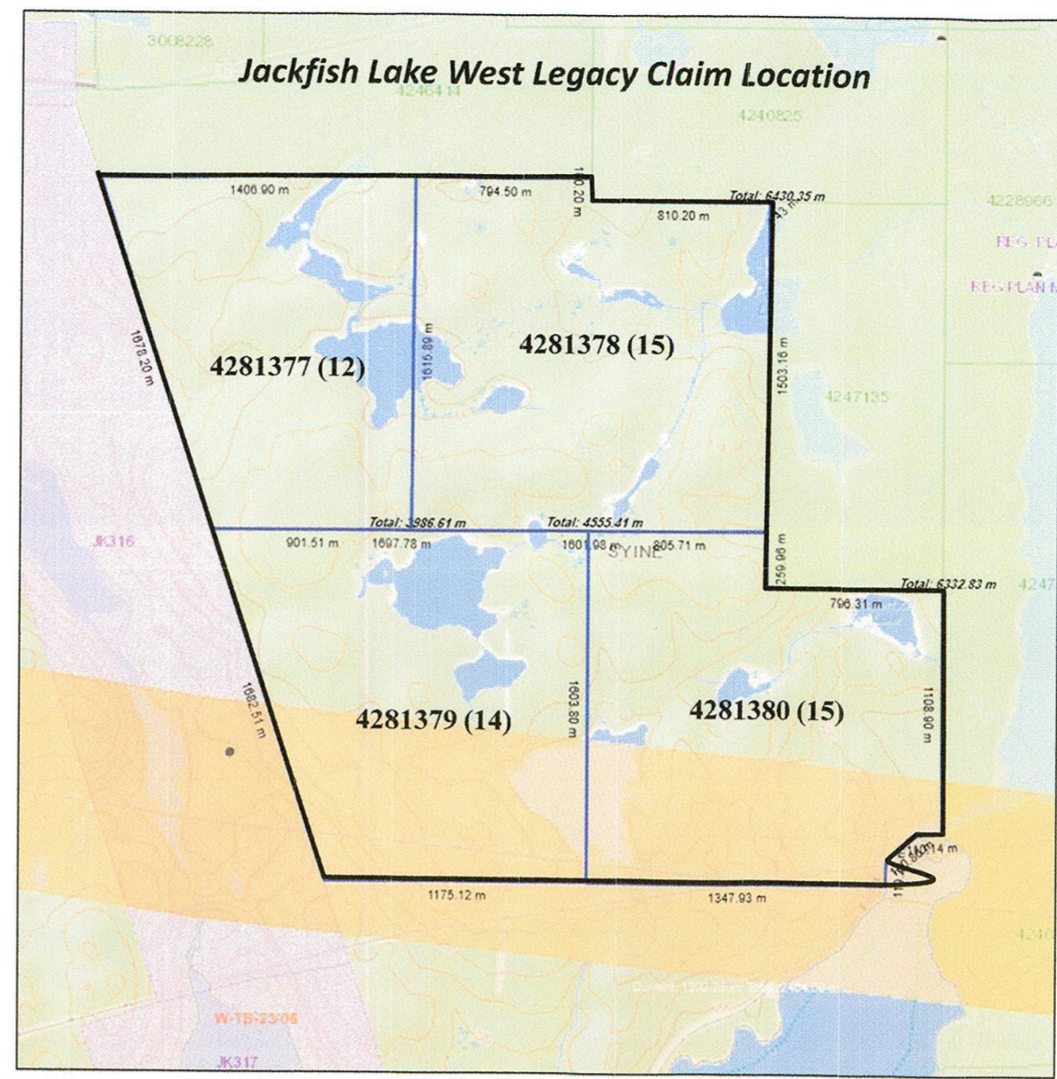 3008228
Jackfish Lake West Legacy Claim Location
4246414
4240825
1406.90 m
794.50 m
810.20 m
Total: 6430.35 m
4228966
REG PLAN M
1678.20 m
4281377 (12)
1615.89 m
4281378 (15)
1503.16 m
4247135
Total: 3986.61 m
Total: 4555.41 m
JK316
901.51 m
1697.78 m
1601.98 m
805.71 m
SYINE
259.96 m
796.31 m
Total: 6332.83 m
4247
1682.51 m
4281379 (14)
1603.80 m
4281380 (15)
1108.90 m
1175.12 m
1347.93 m
4240
W-TB-23/06
JK317